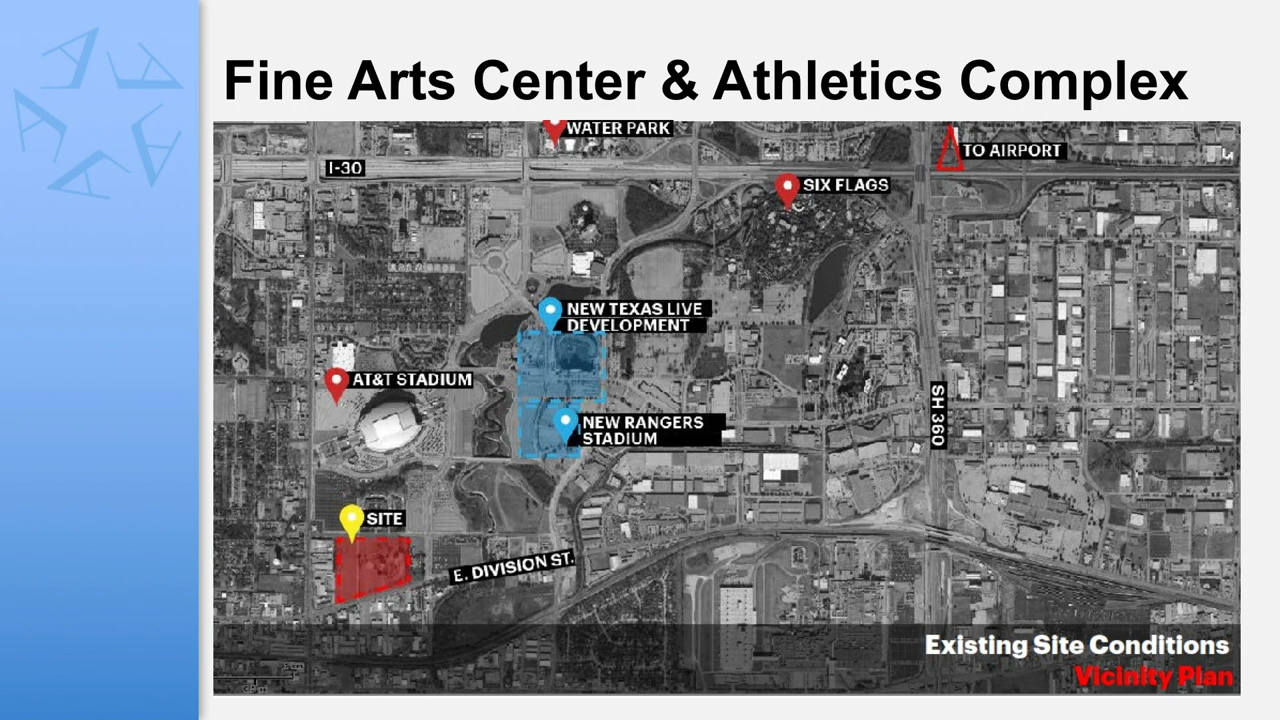 Fine Arts Center & Athletics Complex
WATER PARK
I-30
TO AIRPORT
SIX FLAGS
NEW TEXAS LIVE
DEVELOPMENT
AT&T STADIUM
SH 360
NEW RANGERS
STADIUM
SITE
E. DIVISION ST.
Existing Site Conditions
Vicinity Plan